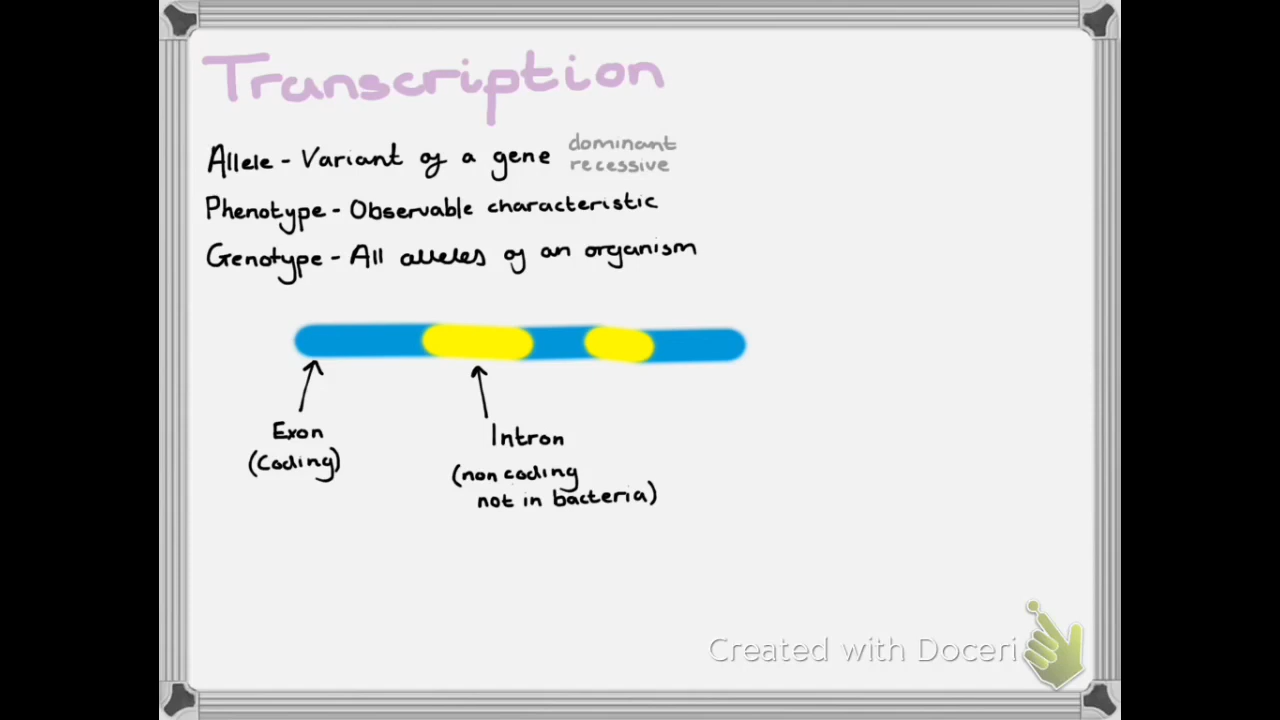 Transcription
Allele - Variant of a gene dominant recessive
Phenotype - Observable characteristic
Genotype - All alleles of an organism
Exon
(Coding)
Intron
(non coding
not in bacteria)
Created with Doceri